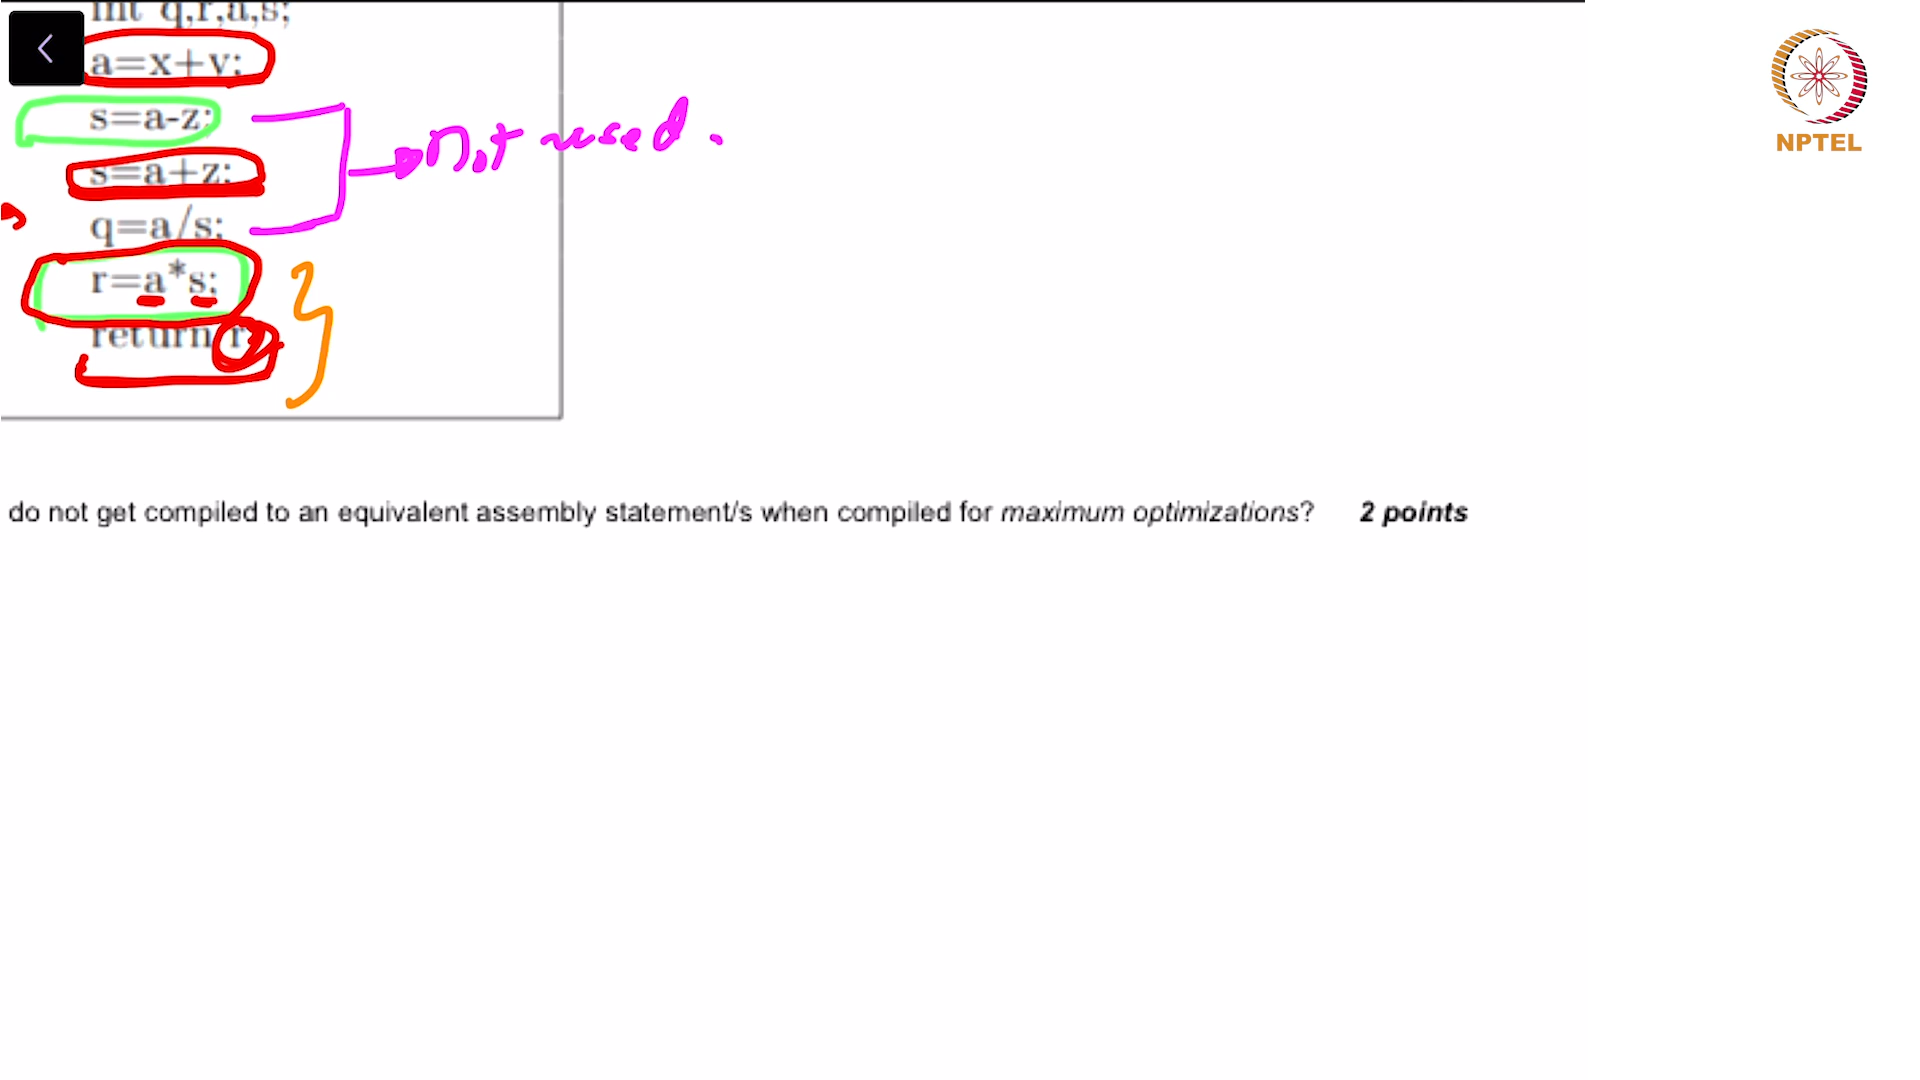 int q,r,a,s;
a=x+y;
s=a-z;
s=a+z;
q=a/s;
r=a*s;
return r
not used.
NPTEL
do not get compiled to an equivalent assembly statement/s when compiled for maximum optimizations? 2 points